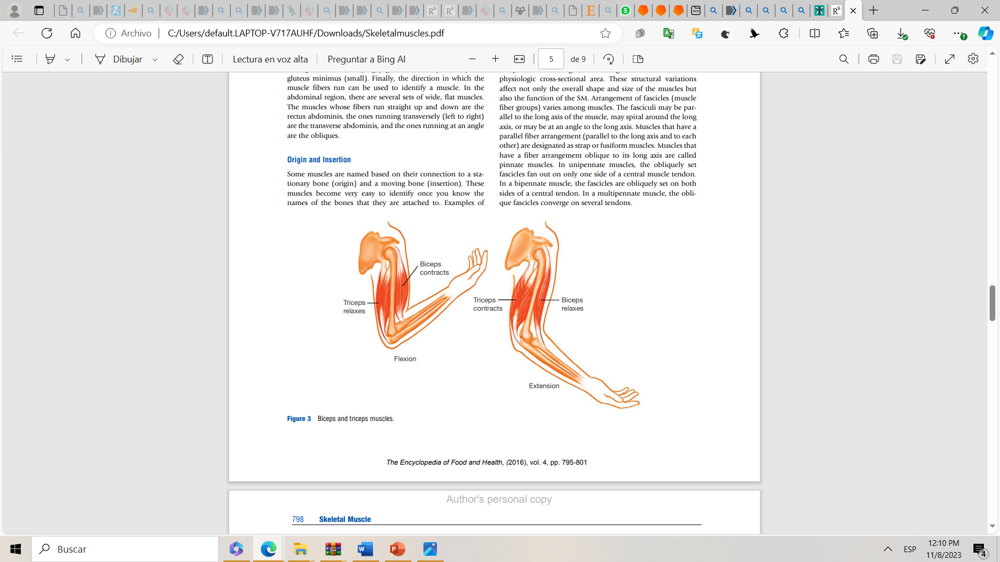 5
Archivo
C:/Users/default.LAPTOP-V717AUHF/Downloads/Skeletalmuscles.pdf
Dibujar
Lectura en voz alta
Preguntar a Bing AI
5
de 9
gluteus minimus (small). Finally, the direction in which the
muscle fibers run can be used to identify a muscle. In the
abdominal region, there are several sets of wide, flat muscles.
The muscles whose fibers run straight up and down are the
rectus abdominis, the ones running transversely (left to right)
are the transverse abdominis, and the ones running at an angle
are the obliques.
Origin and Insertion
Some muscles are named based on their connection to a sta-
tionary bone (origin) and a moving bone (insertion). These
muscles become very easy to identify once you know the
names of the bones that they are attached to. Examples of
physiologic cross-sectional area. These structural variations
affect not only the overall shape and size of the muscles but
also the function of the SM. Arrangement of fascicles (muscle
fiber groups) varies among muscles. The fasciculi may be par-
allel to the long axis of the muscle, may spiral around the long
axis, or may be at an angle to the long axis. Muscles that have a
parallel fiber arrangement (parallel to the long axis and to each
other) are designated as strap or fusiform muscles. Muscles that
have a fiber arrangement oblique to its long axis are called
pinnate muscles. In unipennate muscles, the obliquely set
fascicles fan out on only one side of a central muscle tendon.
In a bipennate muscle, the fascicles are obliquely set on both
sides of a central tendon. In a multipennate muscle, the obli-
que fascicles converge on several tendons.
Biceps
contracts
Triceps
relaxes
Flexion
Triceps
contracts
Biceps
relaxes
Extension
Figure 3 Biceps and triceps muscles.
The Encyclopedia of Food and Health, (2016), vol. 4, pp. 795-801
Author's personal copy
798 Skeletal Muscle
Buscar
ESP
12:10 PM
11/8/2023
4